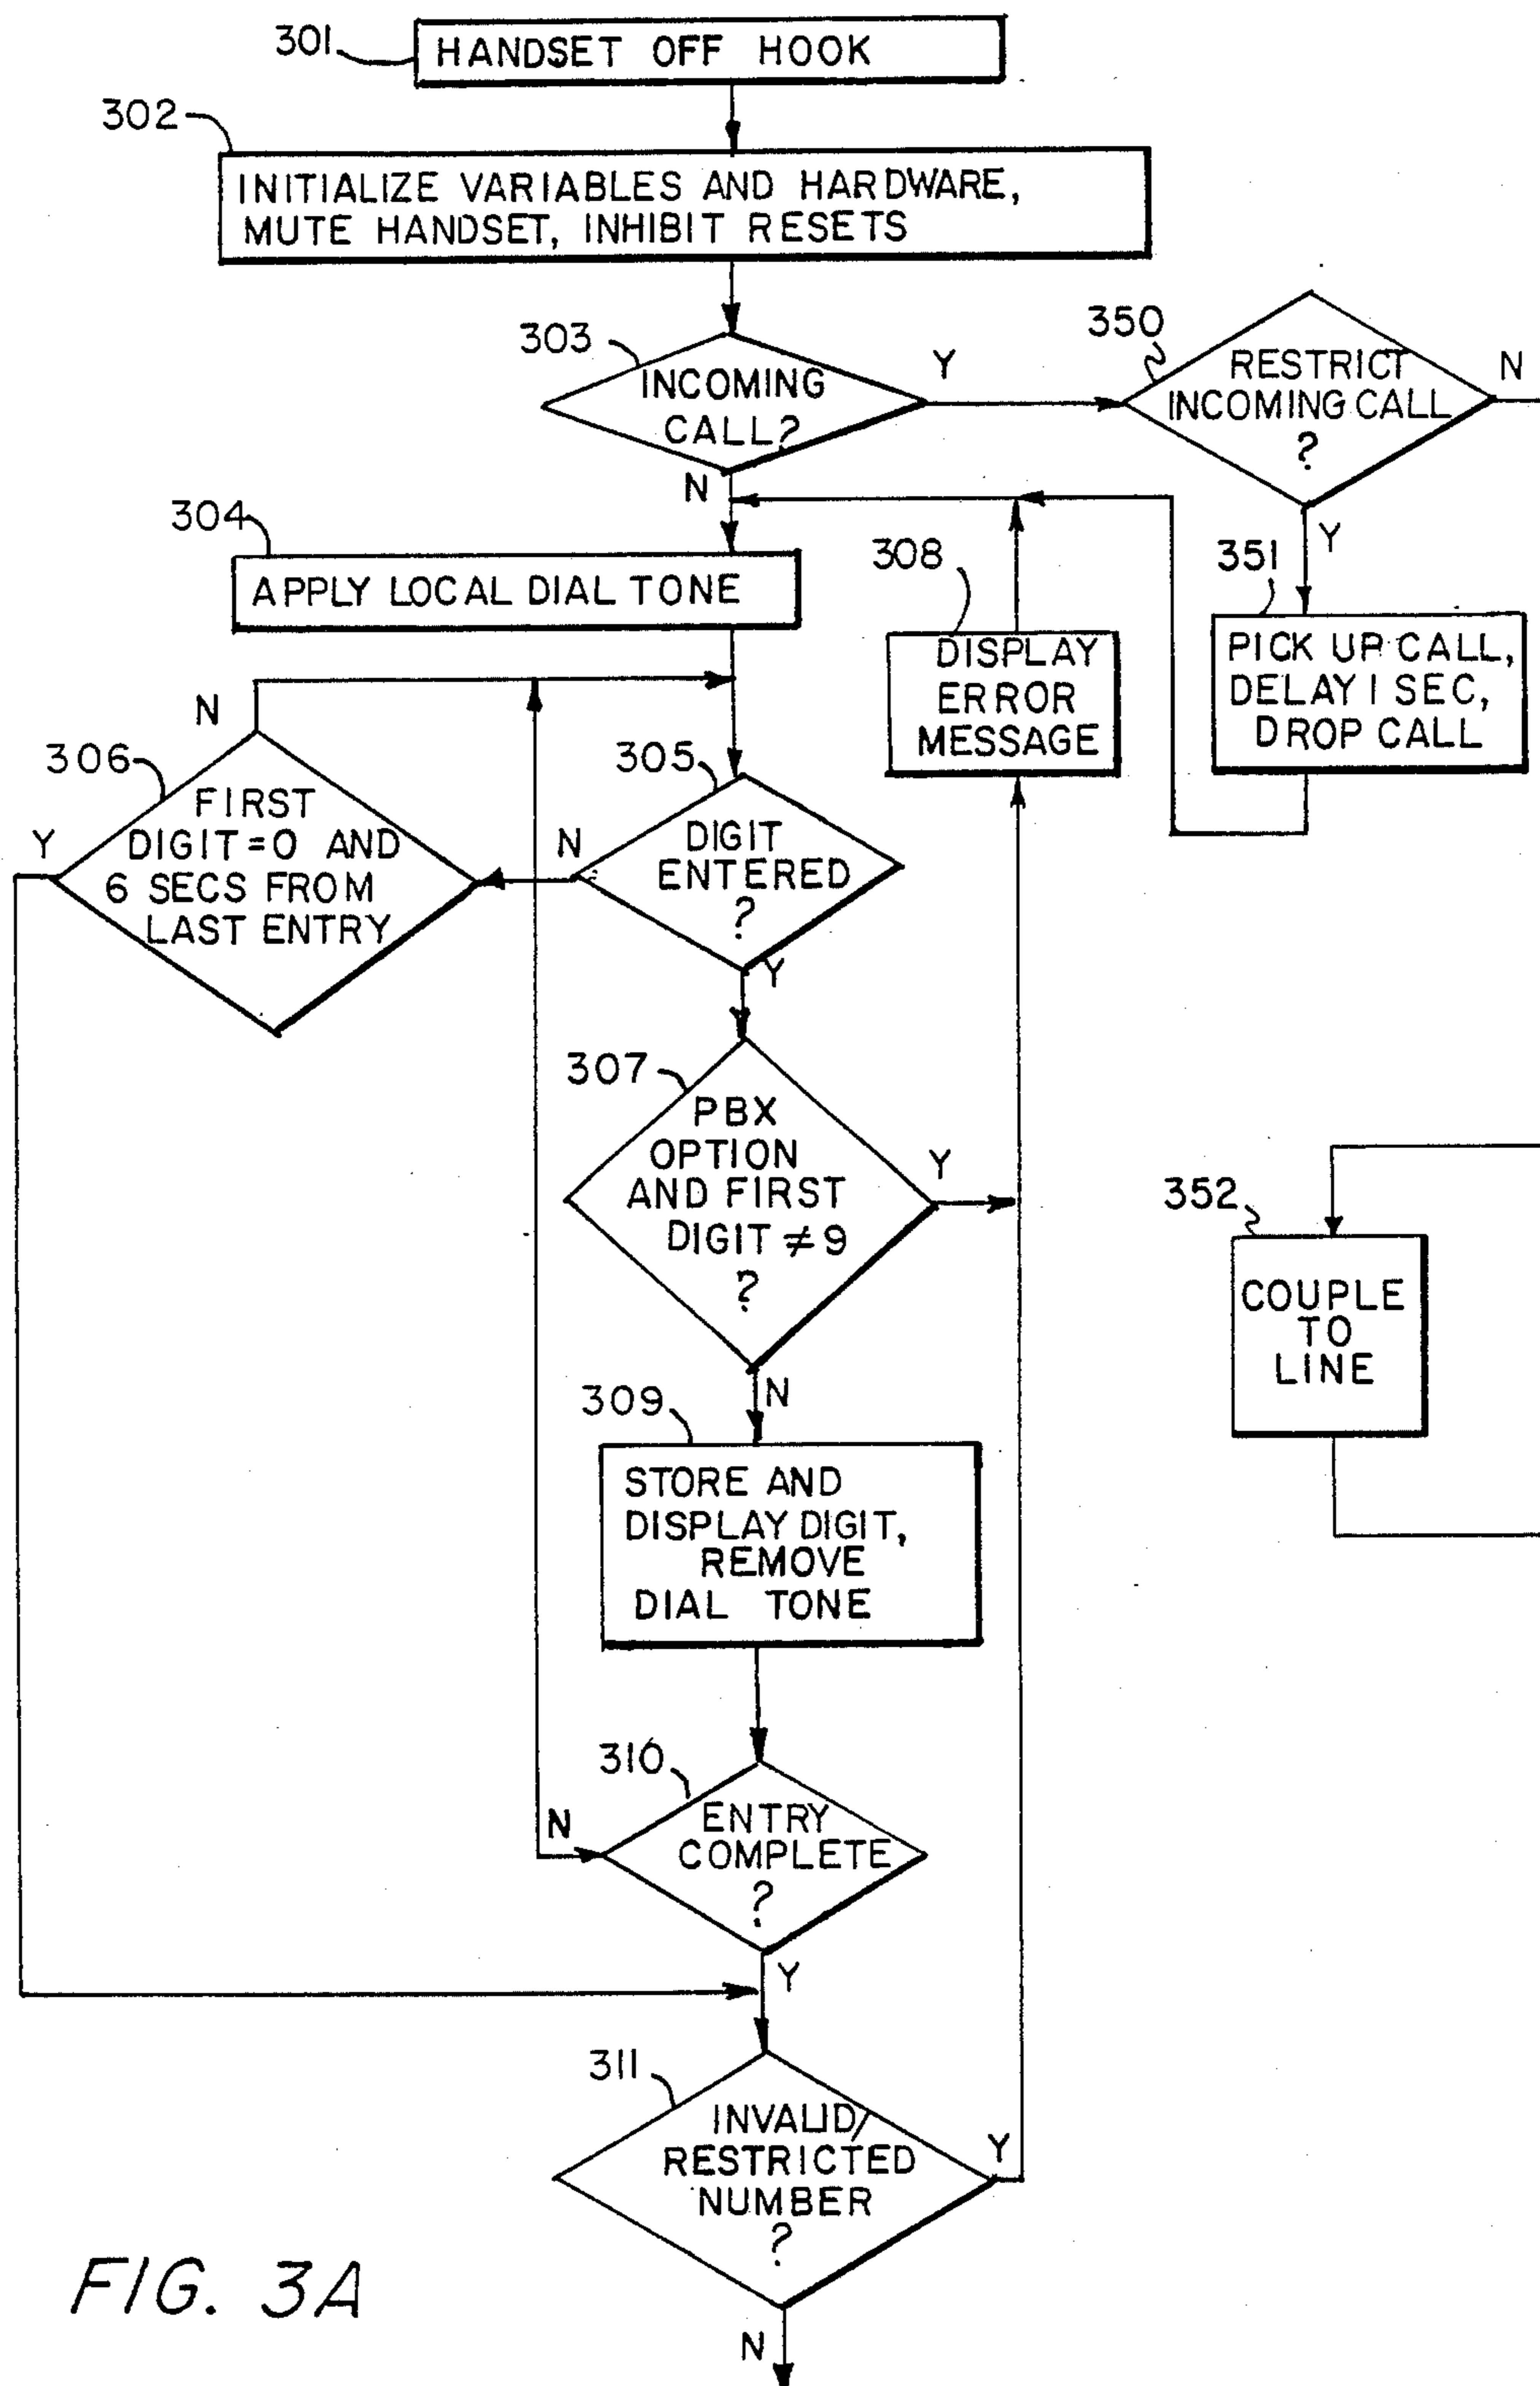 301
HANDSET OFF HOOK
302
INITIALIZE VARIABLES AND HARDWARE,
MUTE HANDSET, INHIBIT RESETS
303
INCOMING
CALL?
Y
N
350
RESTRICT
INCOMING CALL
?
N
Y
304
APPLY LOCAL DIAL TONE
308
DISPLAY
ERROR
MESSAGE
351
PICK UP CALL,
DELAY 1 SEC,
DROP CALL
306
FIRST
DIGIT=0 AND
6 SECS FROM
LAST ENTRY
N
Y
305
DIGIT
ENTERED
?
N
Y
307
PBX
OPTION
AND FIRST
DIGIT ≠ 9
?
Y
N
352
COUPLE
TO
LINE
309
STORE AND
DISPLAY DIGIT,
REMOVE
DIAL TONE
310
ENTRY
COMPLETE
?
N
Y
311
INVALID/
RESTRICTED
NUMBER
?
Y
N
FIG. 3A